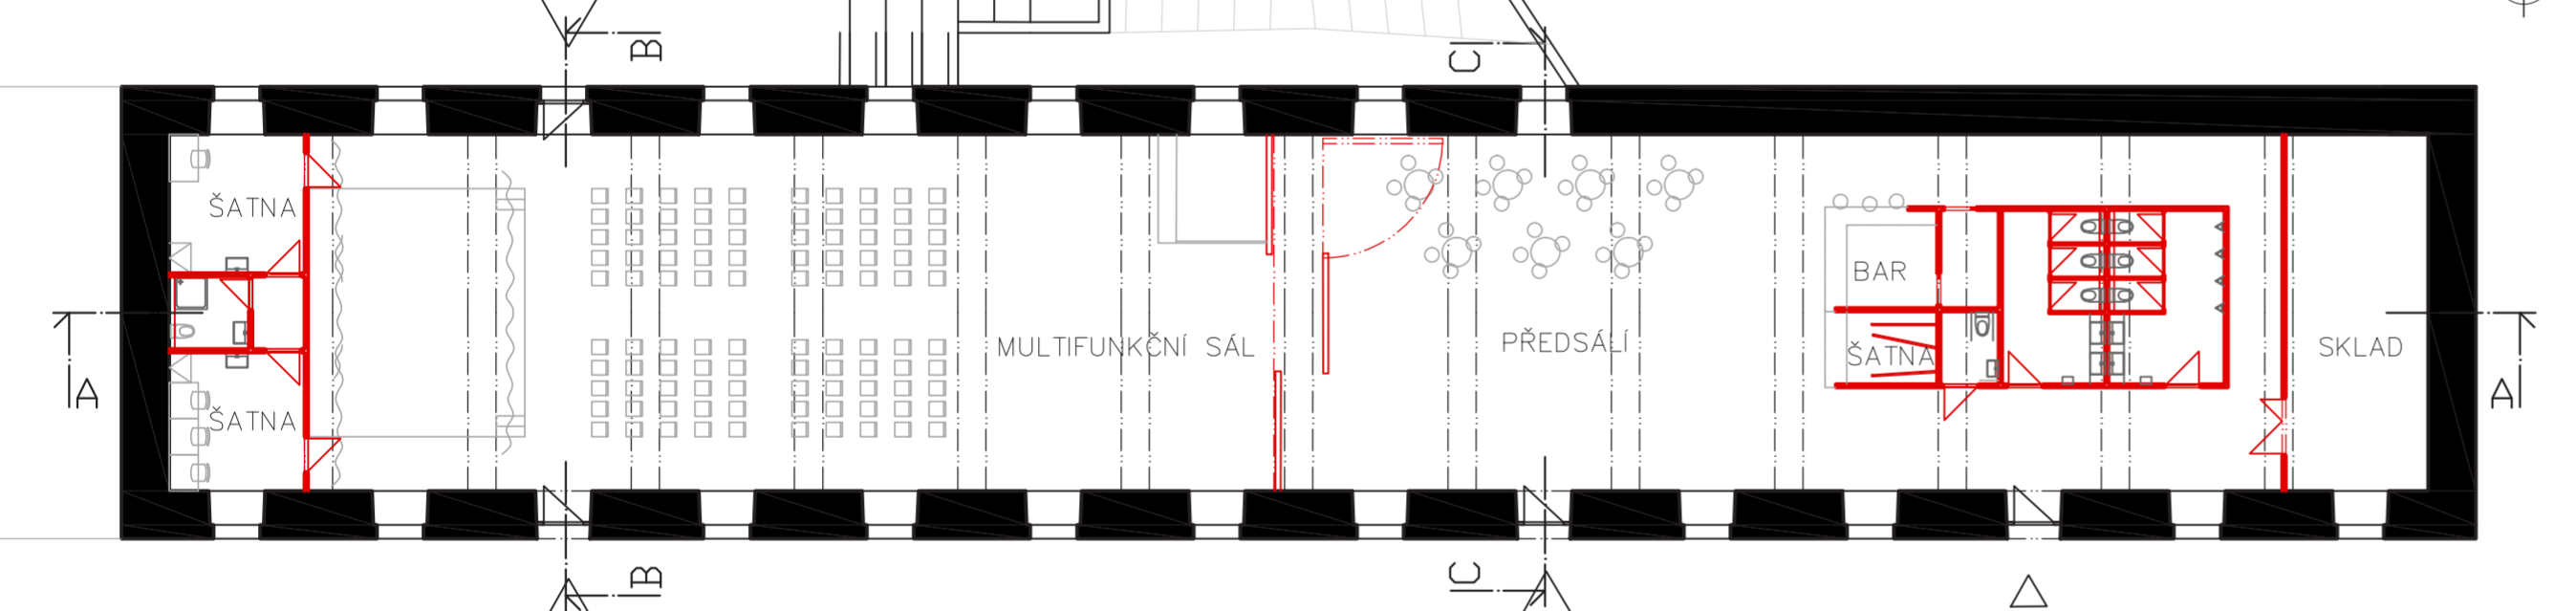 B
C
ŠATNA
BAR
MULTIFUNKČNÍ SÁL
PŘEDSÁLÍ
ŠATNA
SKLAD
A
A
ŠATNA
B
C